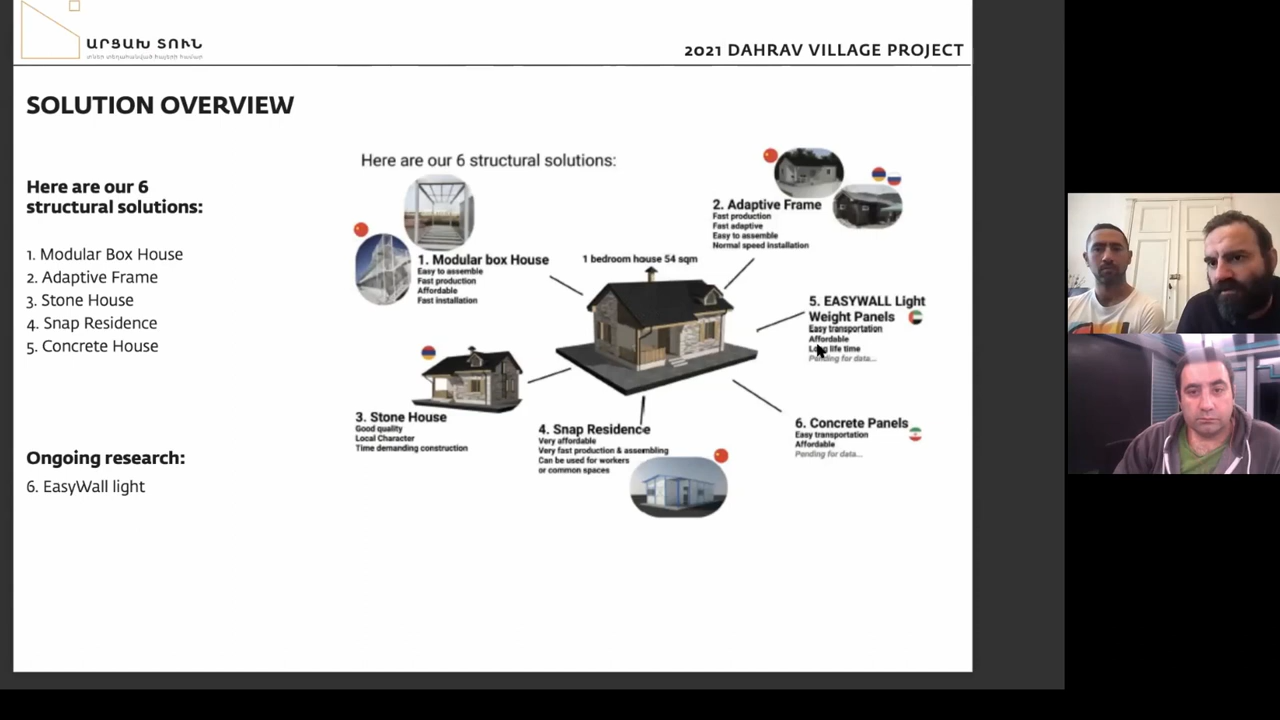 ԱՐՑԱԽ ՏՈՒՆ
2021 DAHRAV VILLAGE PROJECT
SOLUTION OVERVIEW
Here are our 6
structural solutions:
1. Modular Box House
2. Adaptive Frame
3. Stone House
4. Snap Residence
5. Concrete House
Ongoing research:
6. EasyWall light
Here are our 6 structural solutions:
1. Modular box House
Easy to assemble
Fast production
Affordable
Fast installation
2. Adaptive Frame
Fast production
Fast adaptive
Easy to assemble
Normal speed installation
1 bedroom house 54 sqm
3. Stone House
Good quality
Local Character
Time demanding construction
4. Snap Residence
Very affordable
Very fast production & assembling
Can be used for workers
or common spaces
5. EASYWALL Light
Weight Panels
Easy transportation
Affordable
Long life time
Pending for data...
6. Concrete Panels
Easy transportation
Affordable
Pending for data...